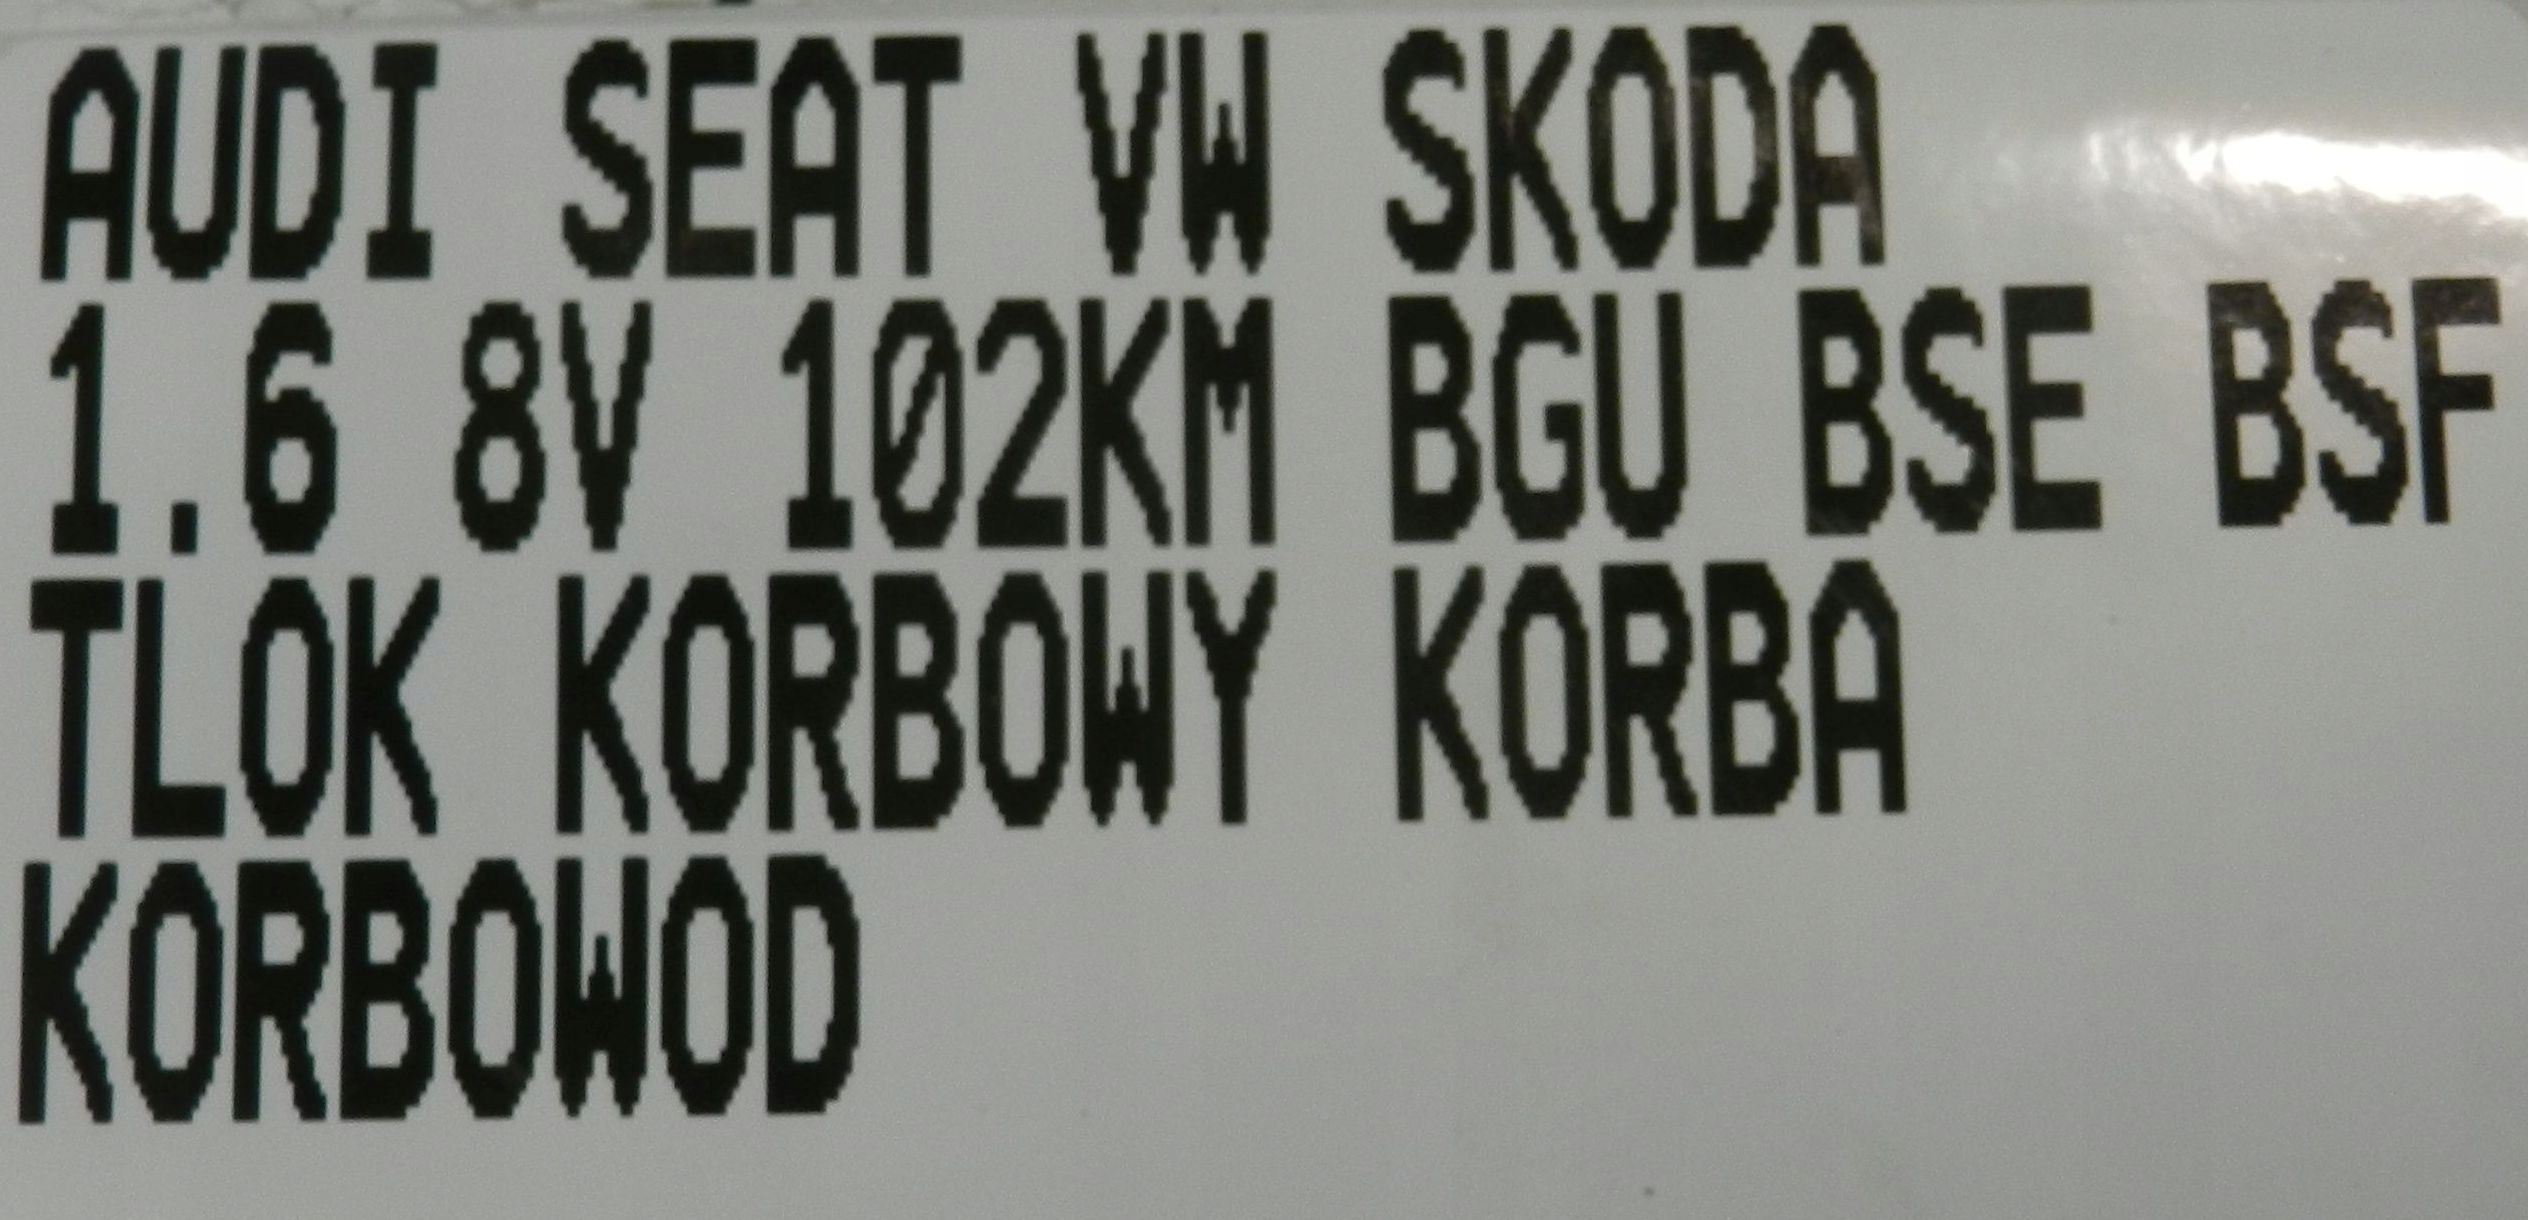 AUDI SEAT VW SKODA
1.6 8V 102KM BGU BSE BSF
TLOK KORBOWY KORBA
KORBOWOD